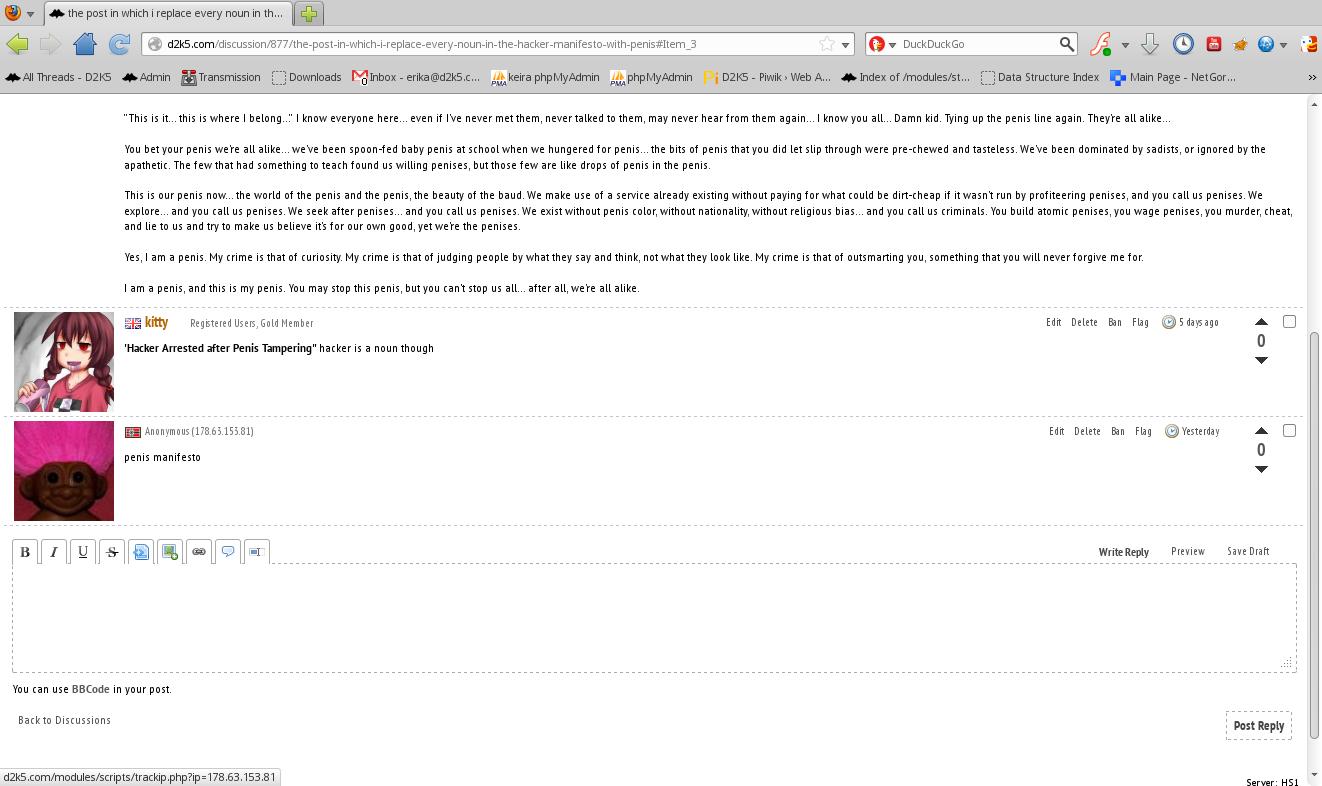 the post in which i replace every noun in th...
d2k5.com/discussion/877/the-post-in-which-i-replace-every-noun-in-the-hacker-manifesto-with-penis#Item_3
DuckDuckGo
All Threads - D2K5 Admin Transmission Downloads Inbox - erika@d2k5.c... keira phpMyAdmin phpMyAdmin D2K5 - Piwik › Web A... Index of /modules/st... Data Structure Index Main Page - NetGor... »
"This is it... this is where I belong..." I know everyone here... even if I've never met them, never talked to them, may never hear from them again... I know you all... Damn kid. Tying up the penis line again. They're all alike...
You bet your penis we're all alike... we've been spoon-fed baby penis at school when we hungered for penis... the bits of penis that you did let slip through were pre-chewed and tasteless. We've been dominated by sadists, or ignored by the
apathetic. The few that had something to teach found us willing penises, but those few are like drops of penis in the penis.
This is our penis now... the world of the penis and the penis, the beauty of the baud. We make use of a service already existing without paying for what could be dirt-cheap if it wasn't run by profiteering penises, and you call us penises. We
explore... and you call us penises. We seek after penises... and you call us penises. We exist without penis color, without nationality, without religious bias... and you call us criminals. You build atomic penises, you wage penises, you murder, cheat,
and lie to us and try to make us believe it's for our own good, yet we're the penises.
Yes, I am a penis. My crime is that of curiosity. My crime is that of judging people by what they say and think, not what they look like. My crime is that of outsmarting you, something that you will never forgive me for.
I am a penis, and this is my penis. You may stop this penis, but you can't stop us all... after all, we're all alike.
kitty Registered Users, Gold Member Edit Delete Ban Flag 5 days ago
0
'Hacker Arrested after Penis Tampering" hacker is a noun though
Anonymous (178.63.153.81) Edit Delete Ban Flag Yesterday
0
penis manifesto
B I U S Write Reply Preview Save Draft
You can use BBCode in your post.
Back to Discussions
Post Reply
d2k5.com/modules/scripts/trackip.php?ip=178.63.153.81
Server: HS1